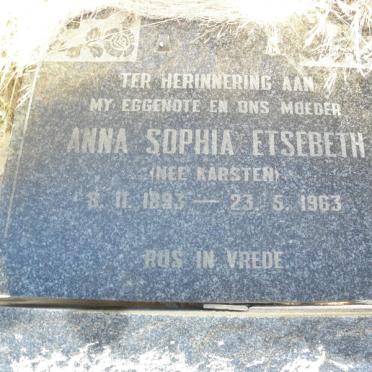 TER HERINNERING AAN
MY EGGENOTE EN ONS MOEDER
ANNA SOPHIA ETSEBETH
(NEE KARSTEN)
8. 11. 1893 — 23. 5. 1963
RUS IN VREDE